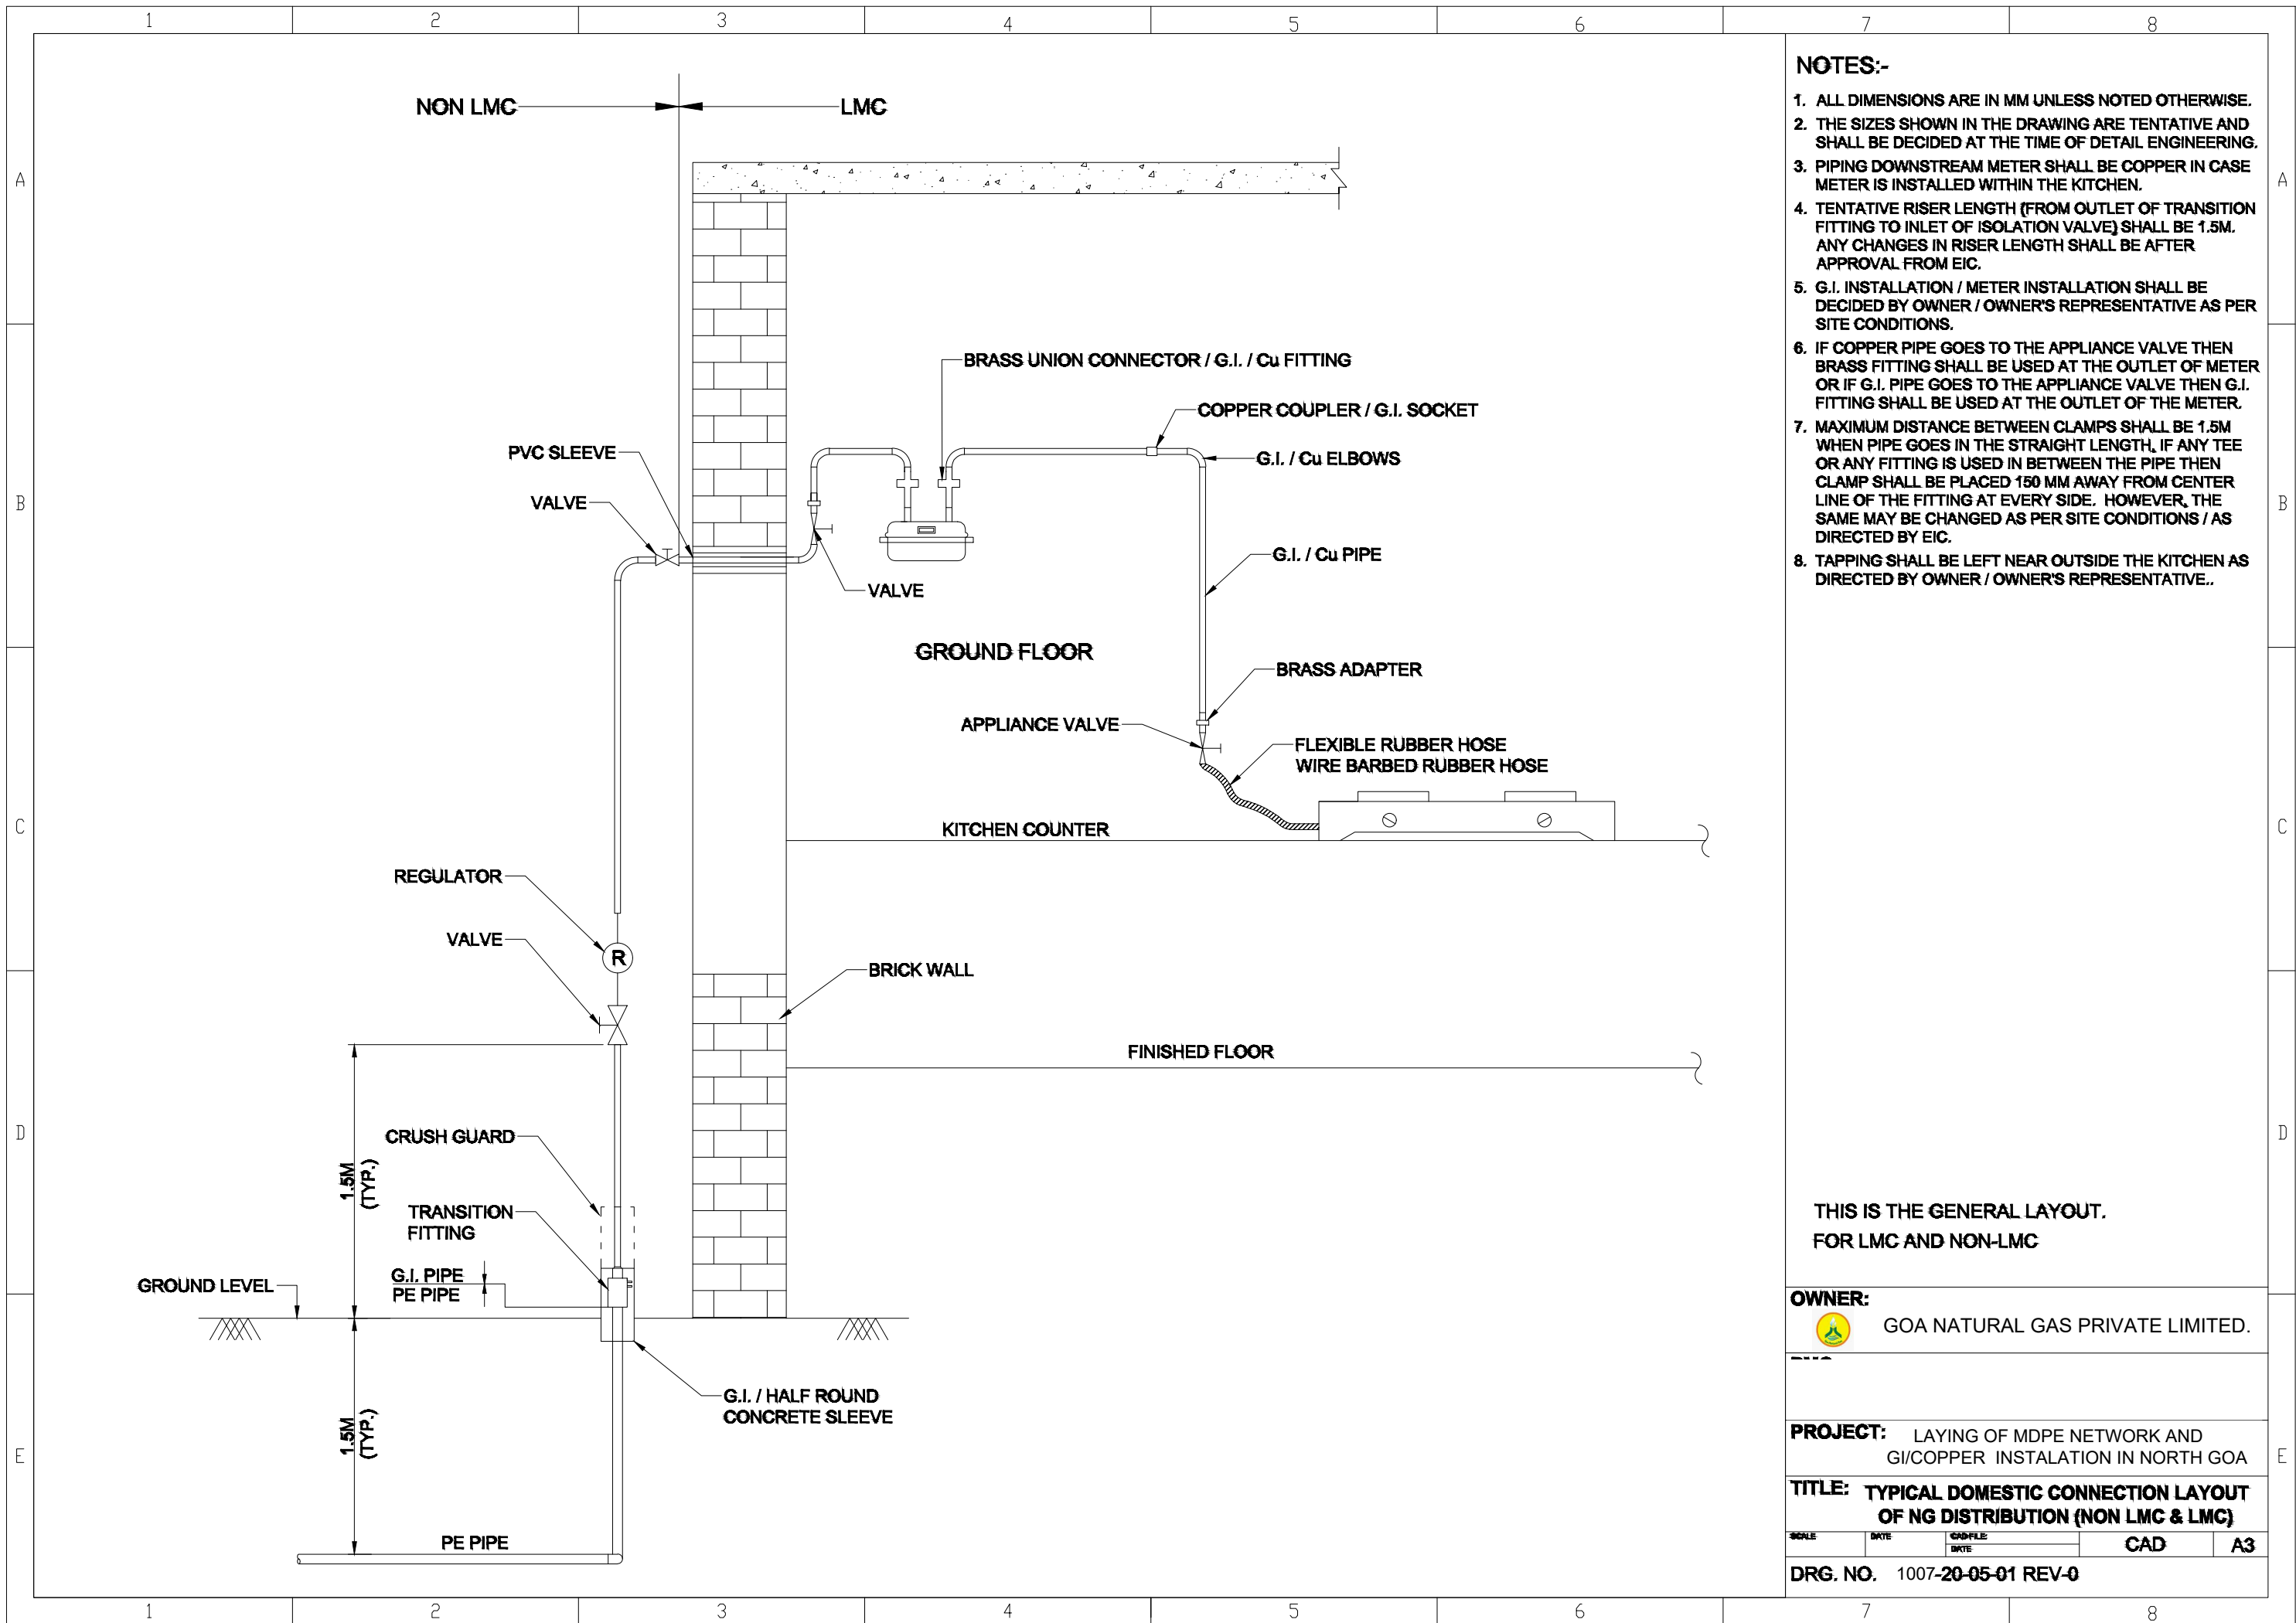 1 2 3 4 5 6 7 8
NON LMC
LMC
A
A
BRASS UNION CONNECTOR / G.I. / Cu FITTING
COPPER COUPLER / G.I. SOCKET
PVC SLEEVE
G.I. / Cu ELBOWS
VALVE
B
B
G.I. / Cu PIPE
VALVE
GROUND FLOOR
BRASS ADAPTER
APPLIANCE VALVE
FLEXIBLE RUBBER HOSE
WIRE BARBED RUBBER HOSE
KITCHEN COUNTER
C
C
REGULATOR
VALVE
R
BRICK WALL
FINISHED FLOOR
D
D
CRUSH GUARD
1.5M
(TYP.)
TRANSITION
FITTING
G.I. PIPE
PE PIPE
GROUND LEVEL
G.I. / HALF ROUND
CONCRETE SLEEVE
1.5M
(TYP.)
E
E
PE PIPE
NOTES:-
1. ALL DIMENSIONS ARE IN MM UNLESS NOTED OTHERWISE.
2. THE SIZES SHOWN IN THE DRAWING ARE TENTATIVE AND
SHALL BE DECIDED AT THE TIME OF DETAIL ENGINEERING.
3. PIPING DOWNSTREAM METER SHALL BE COPPER IN CASE
METER IS INSTALLED WITHIN THE KITCHEN.
4. TENTATIVE RISER LENGTH (FROM OUTLET OF TRANSITION
FITTING TO INLET OF ISOLATION VALVE) SHALL BE 1.5M.
ANY CHANGES IN RISER LENGTH SHALL BE AFTER
APPROVAL FROM EIC.
5. G.I. INSTALLATION / METER INSTALLATION SHALL BE
DECIDED BY OWNER / OWNER'S REPRESENTATIVE AS PER
SITE CONDITIONS.
6. IF COPPER PIPE GOES TO THE APPLIANCE VALVE THEN
BRASS FITTING SHALL BE USED AT THE OUTLET OF METER
OR IF G.I. PIPE GOES TO THE APPLIANCE VALVE THEN G.I.
FITTING SHALL BE USED AT THE OUTLET OF THE METER.
7. MAXIMUM DISTANCE BETWEEN CLAMPS SHALL BE 1.5M
WHEN PIPE GOES IN THE STRAIGHT LENGTH, IF ANY TEE
OR ANY FITTING IS USED IN BETWEEN THE PIPE THEN
CLAMP SHALL BE PLACED 150 MM AWAY FROM CENTER
LINE OF THE FITTING AT EVERY SIDE. HOWEVER, THE
SAME MAY BE CHANGED AS PER SITE CONDITIONS / AS
DIRECTED BY EIC.
8. TAPPING SHALL BE LEFT NEAR OUTSIDE THE KITCHEN AS
DIRECTED BY OWNER / OWNER'S REPRESENTATIVE..
THIS IS THE GENERAL LAYOUT.
FOR LMC AND NON-LMC
OWNER:
GOA NATURAL GAS PRIVATE LIMITED.
PROJECT: LAYING OF MDPE NETWORK AND
GI/COPPER INSTALATION IN NORTH GOA
TITLE: TYPICAL DOMESTIC CONNECTION LAYOUT
OF NG DISTRIBUTION (NON LMC & LMC)
SCALE DATE CADFILE: CAD A3
DATE
DRG. NO. 1007-20-05-01 REV-0
1 2 3 4 5 6 7 8